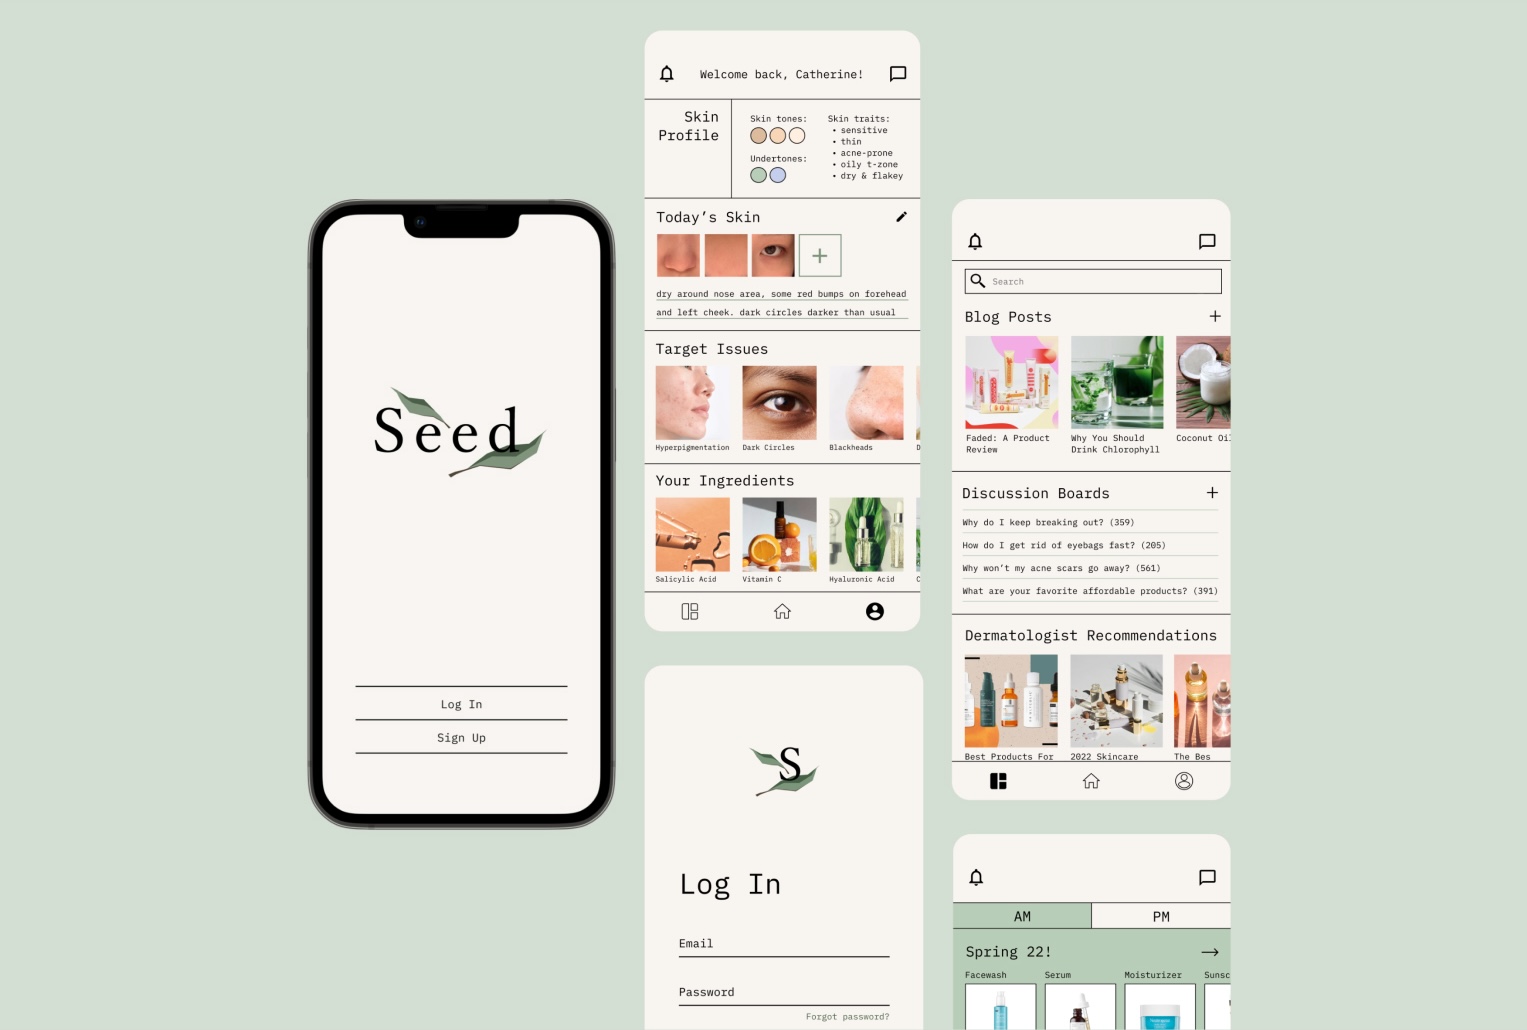 Seed
Log In
Sign Up
Welcome back, Catherine!
Skin
Profile
Skin tones:
Undertones:
Skin traits:
• sensitive
• thin
• acne-prone
• oily t-zone
• dry & flakey
Today's Skin
dry around nose area, some red bumps on forehead
and left cheek. dark circles darker than usual
Target Issues
Hyperpigmentation
Dark Circles
Blackheads
D
Your Ingredients
Salicylic Acid
Vitamin C
Hyaluronic Acid
C
S
Log In
Email
Password
Forgot password?
Search
Blog Posts
Faded: A Product
Review
Why You Should
Drink Chlorophyll
Coconut Oil
Discussion Boards
Why do I keep breaking out? (359)
How do I get rid of eyebags fast? (205)
Why won't my acne scars go away? (561)
What are your favorite affordable products? (391)
Dermatologist Recommendations
Best Products For
2022 Skincare
The Bes
AM
PM
Spring 22!
Facewash
Serum
Moisturizer
Sunsc